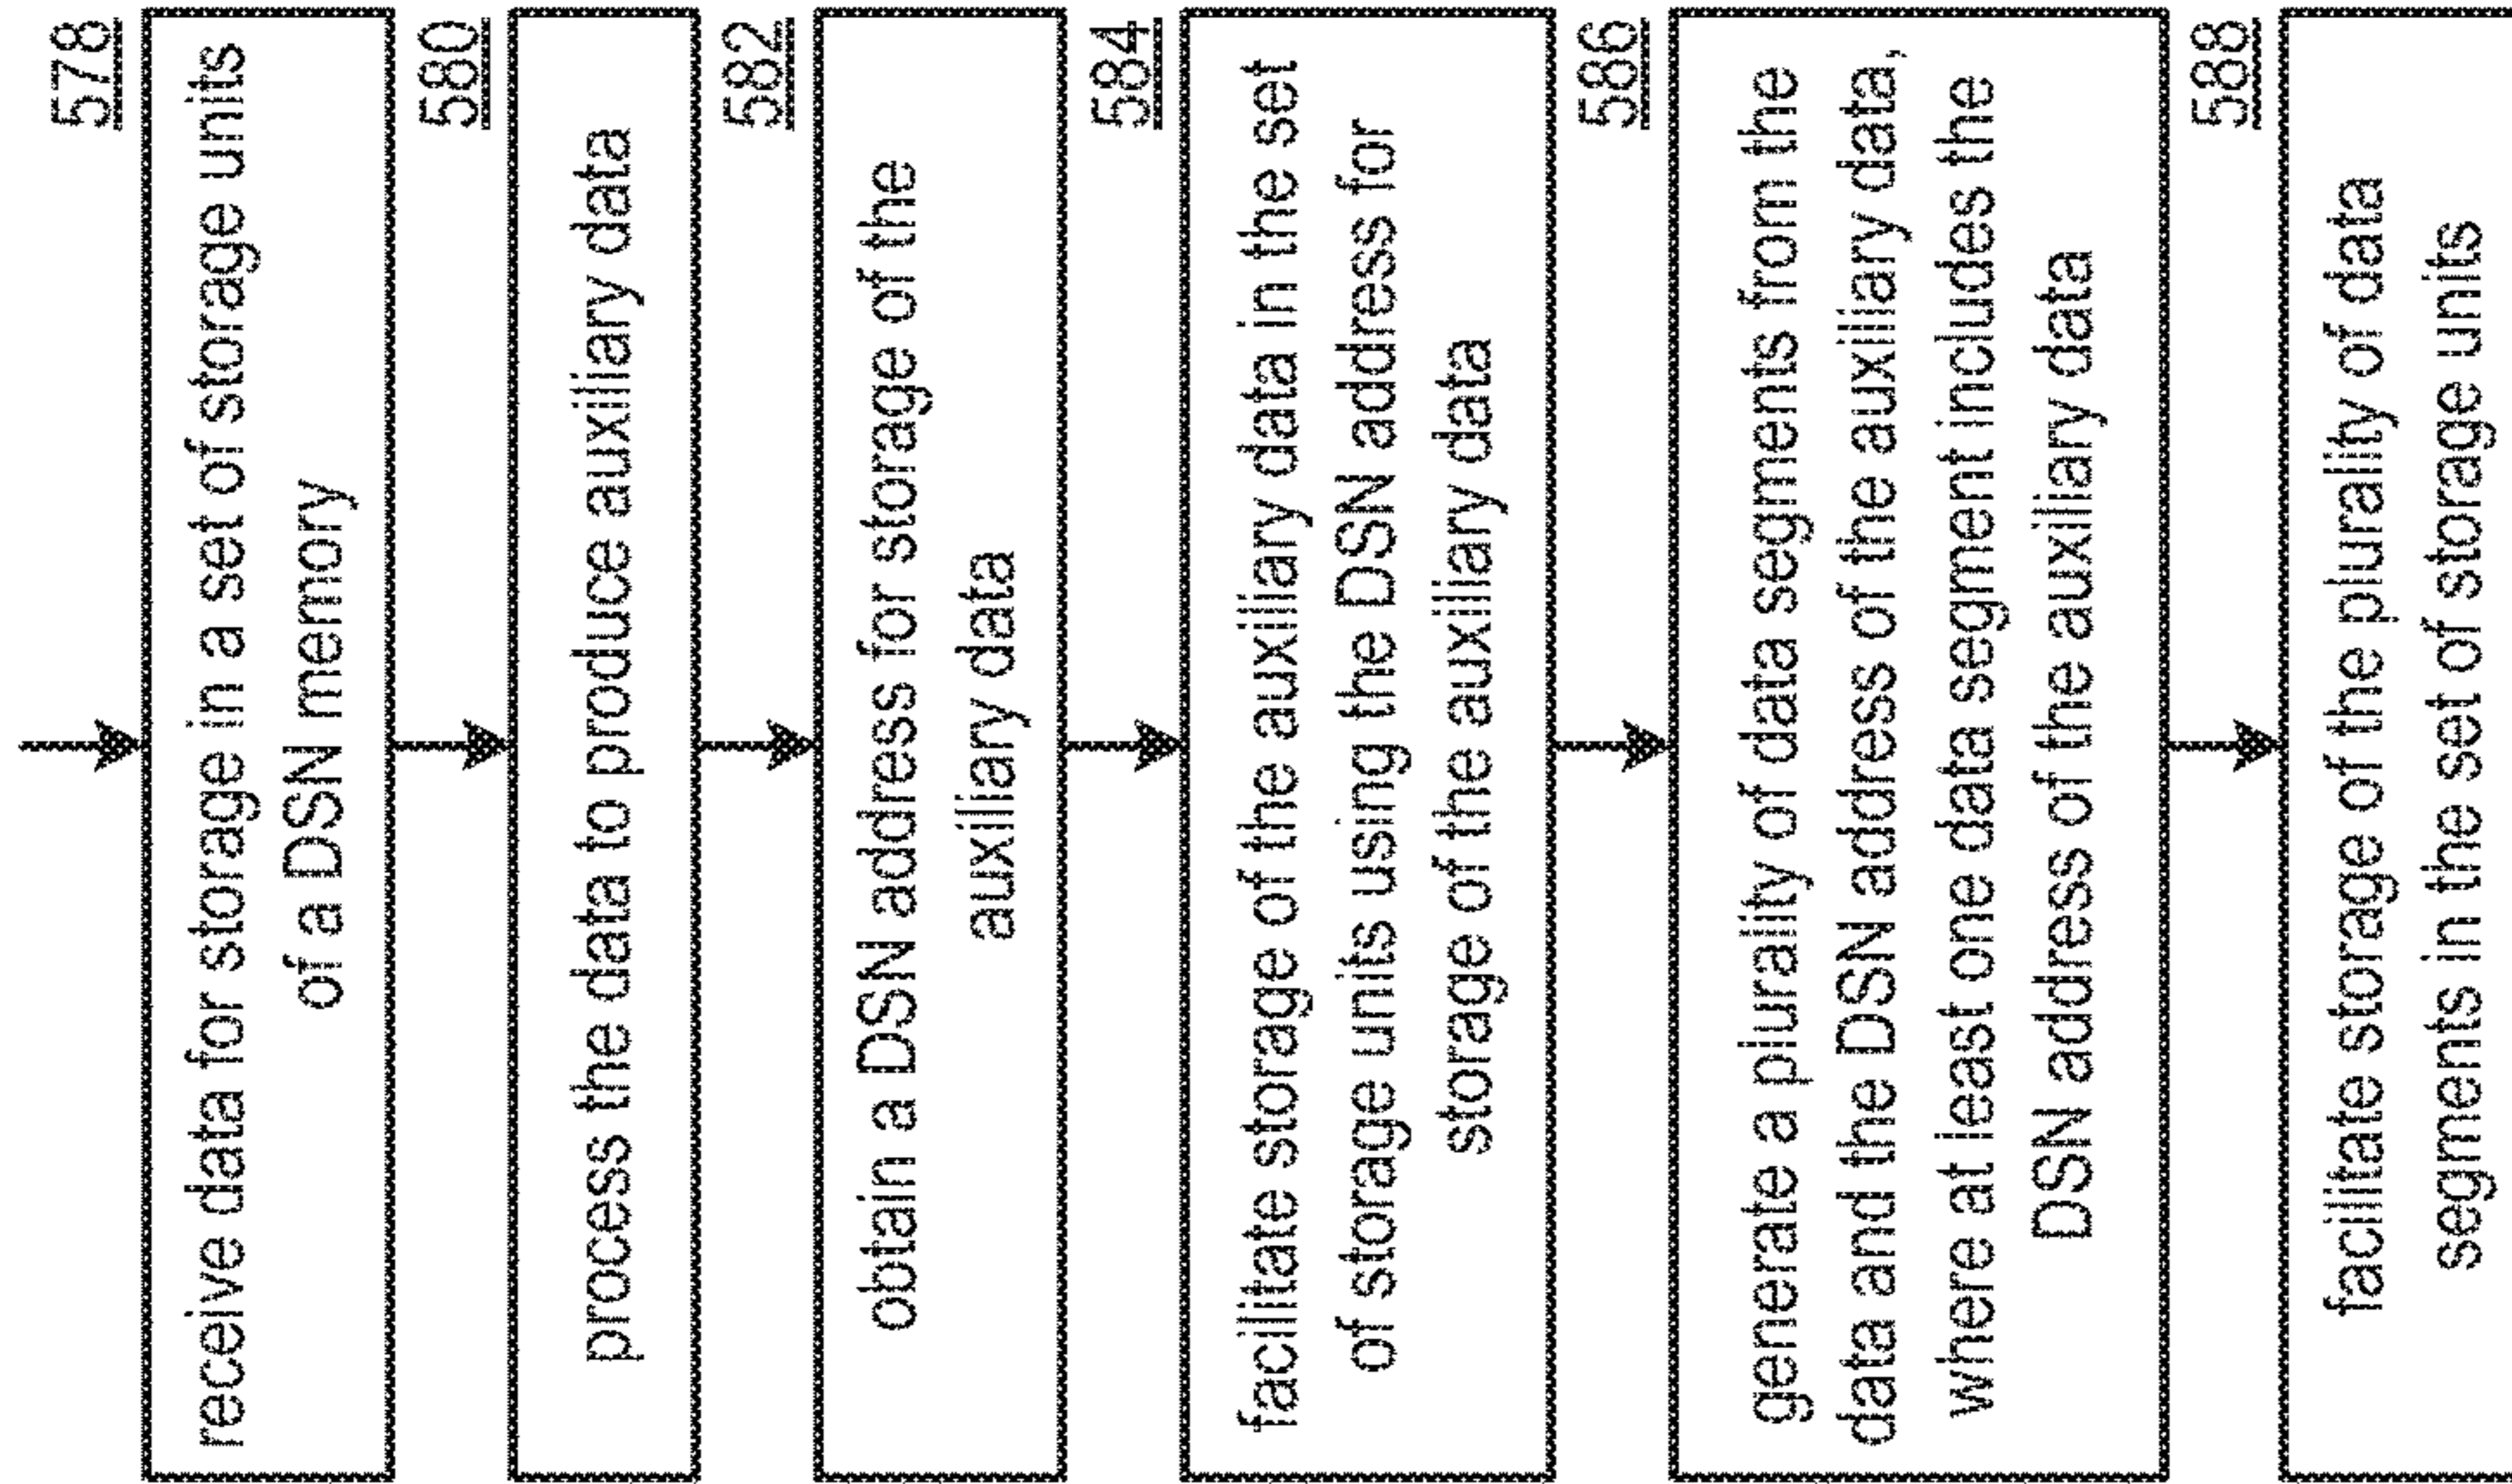 578
receive data for storage in a set of storage units
of a DSN memory
580
process the data to produce auxiliary data
582
obtain a DSN address for storage of the
auxiliary data
584
facilitate storage of the auxiliary data in the set
of storage units using the DSN address for
storage of the auxiliary data
586
generate a plurality of data segments from the
data and the DSN address of the auxiliary data,
where at least one data segment includes the
DSN address of the auxiliary data
588
facilitate storage of the plurality of data
segments in the set of storage units